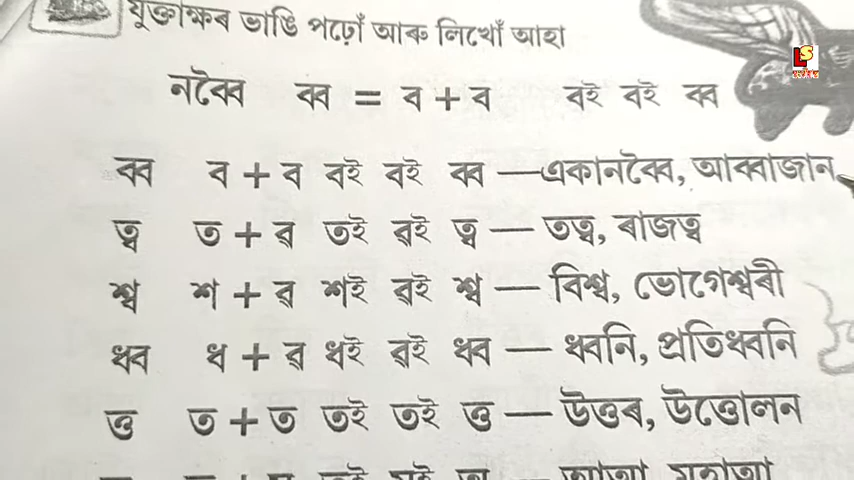 যুক্তাক্ষৰ ভাঙি পঢ়োঁ আৰু লিখোঁ আহা
নব্বৈ ব্ব = ব + ব বই বই ব্ব
ব্ব ব + ব বই বই ব্ব — একানব্বৈ, আব্বাজান
ত্ব ত + ৱ তই ৱই ত্ব — তত্ব, ৰাজত্ব
শ্ব শ + ৱ শই ৱই শ্ব — বিশ্ব, ভোগেশ্বৰী
ধ্ব ধ + ৱ ধই ৱই ধ্ব — ধ্বনি, প্ৰতিধ্বনি
ত্ত ত + ত তই তই ত্ত — উত্তৰ, উত্তোলন
LS